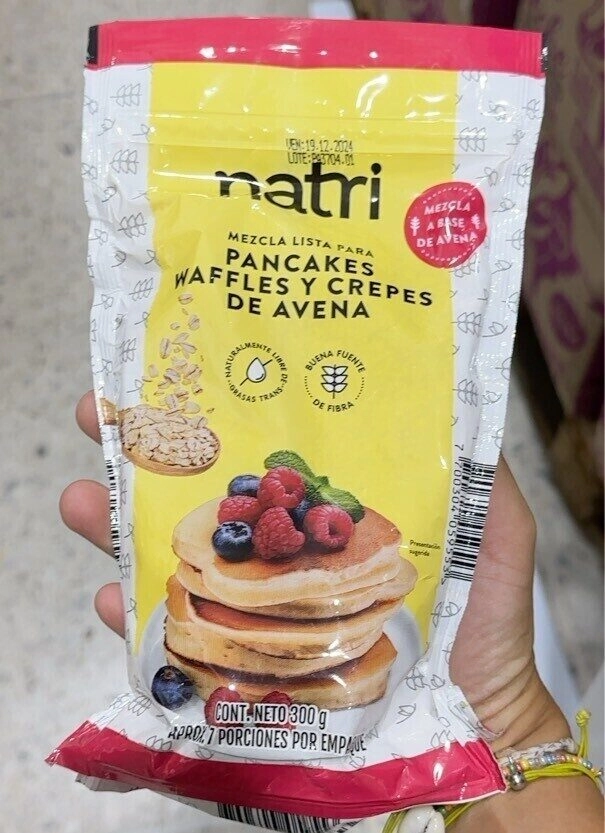 VEN:19.12.2024
LOTE:
natri
MEZCLA
A BASE
DE AVENA
MEZCLA LISTA PARA
PANCAKES
WAFFLES Y CREPES
DE AVENA
NATURALMENTE LIBRE DE
GRASAS TRANS
BUENA FUENTE
DE FIBRA
Presentación
sugerida
CONT. NETO 300 g
APROX. 7 PORCIONES POR EMPAQUE